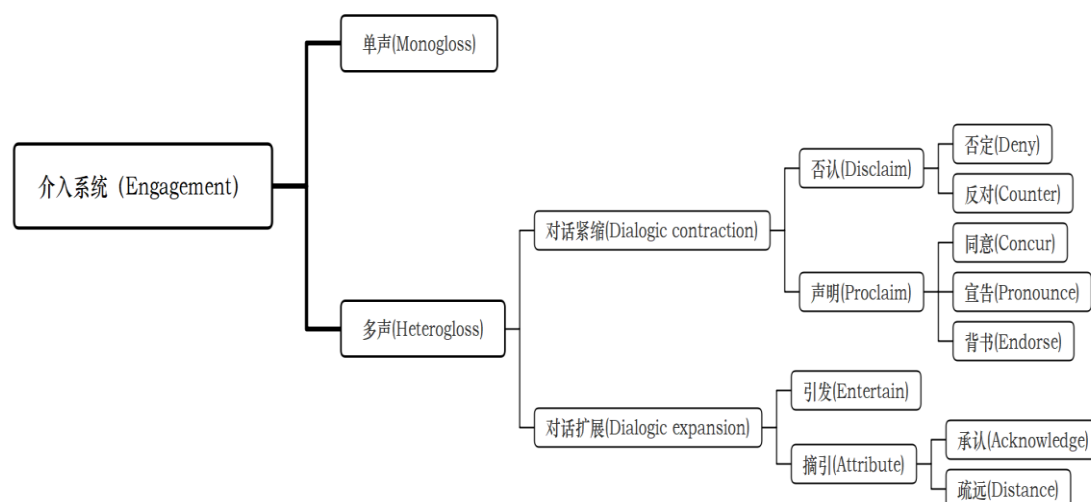 单声(Monogloss)
介入系统 (Engagement)
多声(Heterogloss)
对话紧缩(Dialogic contraction)
否认(Disclaim)
否定(Deny)
反对(Counter)
声明(Proclaim)
同意(Concur)
宣告(Pronounce)
背书(Endorse)
对话扩展(Dialogic expansion)
引发(Entertain)
摘引(Attribute)
承认(Acknowledge)
疏远(Distance)